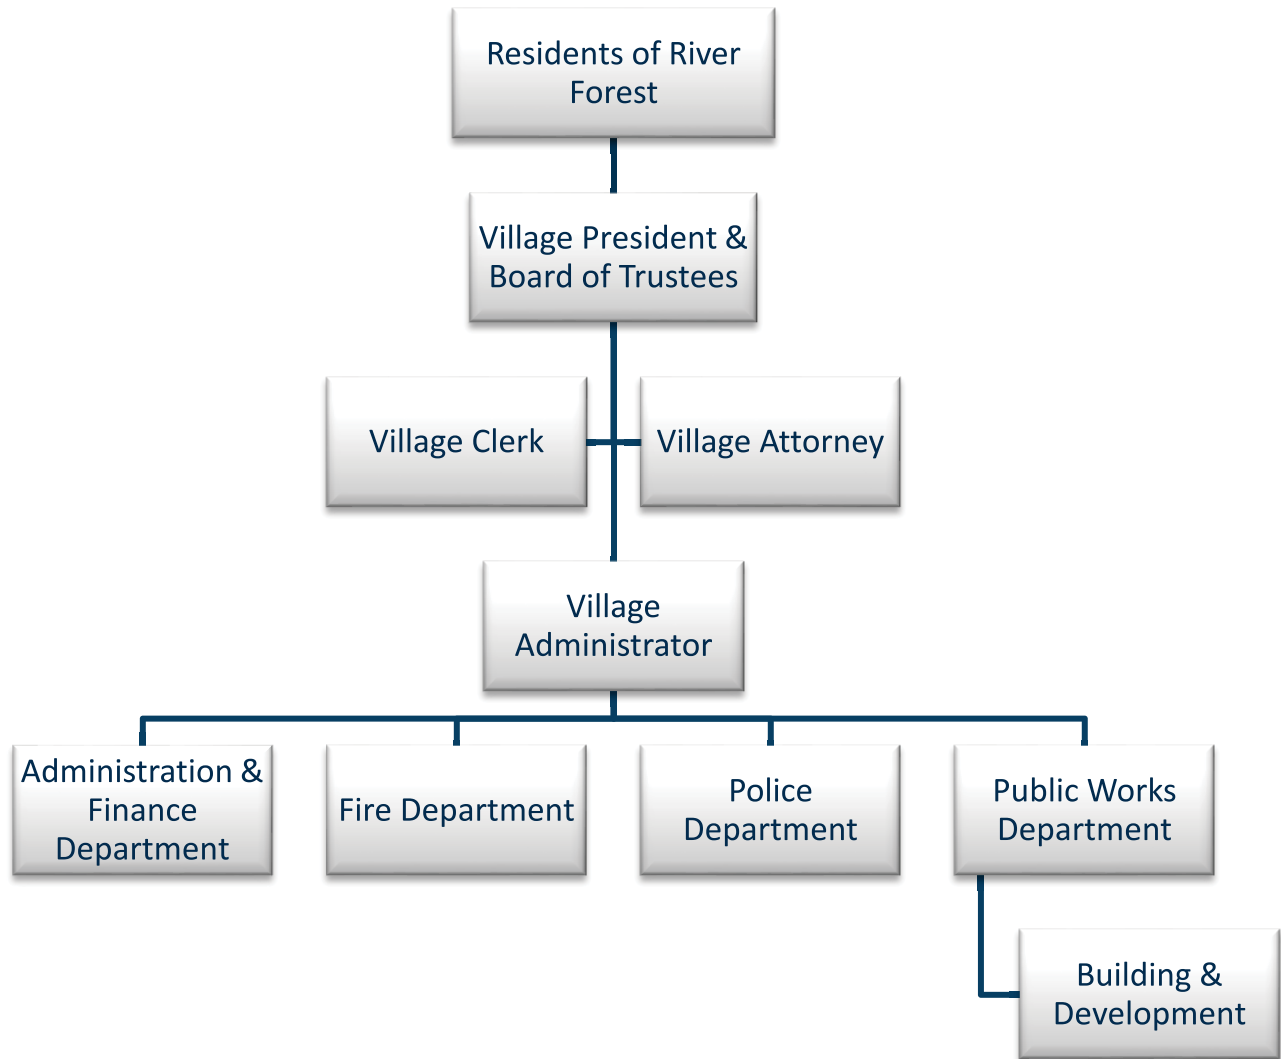 Residents of River
Forest
Village President &
Board of Trustees
Village Clerk
Village Attorney
Village
Administrator
Administration &
Finance
Department
Fire Department
Police
Department
Public Works
Department
Building &
Development